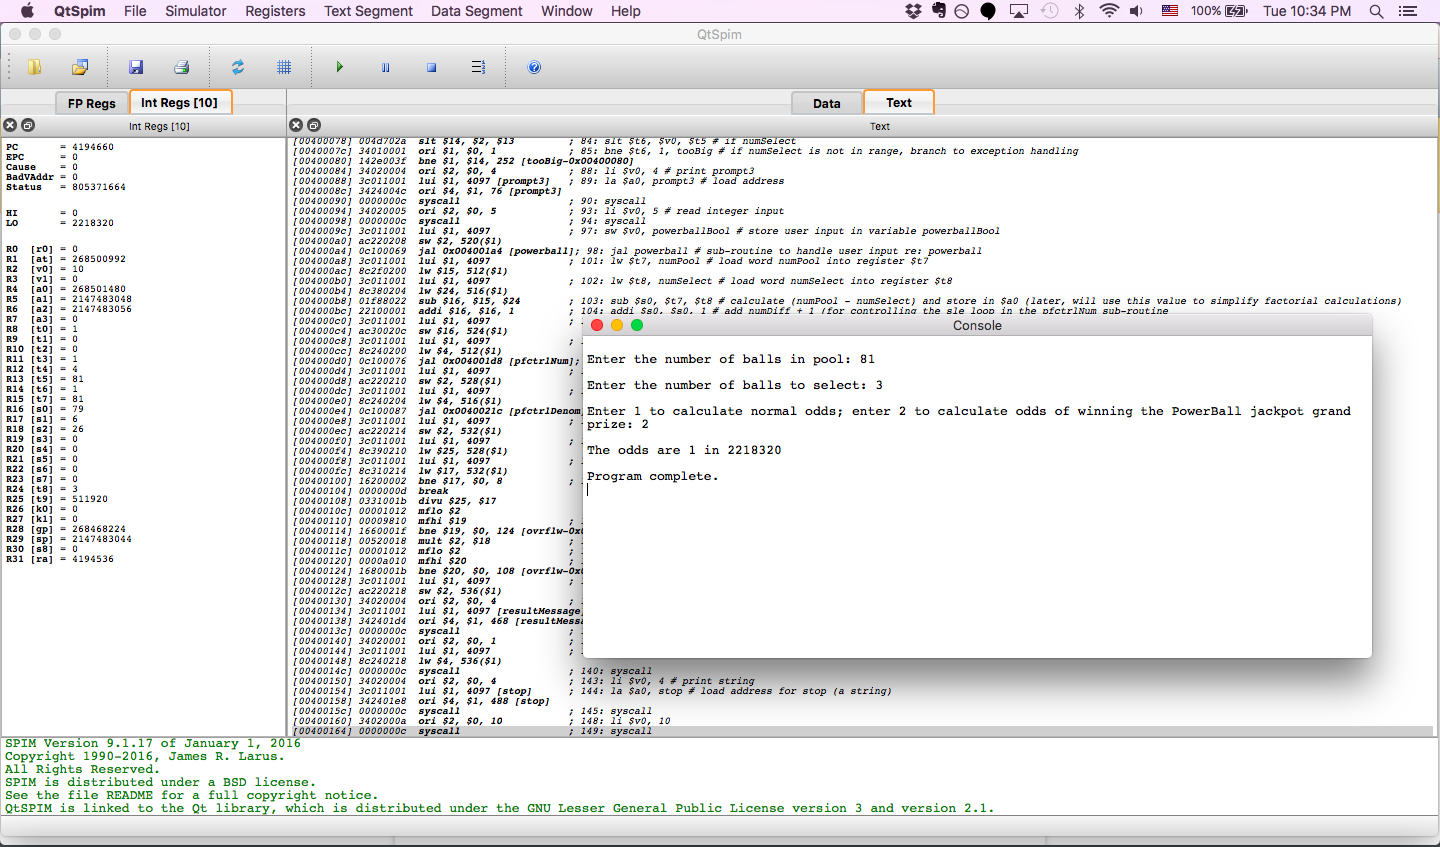 QtSpim File Simulator Registers Text Segment Data Segment Window Help 100% Tue 10:34 PM
QtSpim
FP Regs Int Regs [10] Data Text
Int Regs [10] Text
PC = 4194660
EPC = 0
Cause = 0
BadVAddr = 0
Status = 805371664
HI = 0
LO = 2218320
R0 [r0] = 0
R1 [at] = 268500992
R2 [v0] = 10
R3 [v1] = 0
R4 [a0] = 268501480
R5 [a1] = 2147483048
R6 [a2] = 2147483056
R7 [a3] = 0
R8 [t0] = 1
R9 [t1] = 0
R10 [t2] = 0
R11 [t3] = 1
R12 [t4] = 4
R13 [t5] = 81
R14 [t6] = 1
R15 [t7] = 81
R16 [s0] = 79
R17 [s1] = 6
R18 [s2] = 26
R19 [s3] = 0
R20 [s4] = 0
R21 [s5] = 0
R22 [s6] = 0
R23 [s7] = 0
R24 [t8] = 3
R25 [t9] = 511920
R26 [k0] = 0
R27 [k1] = 0
R28 [gp] = 268468224
R29 [sp] = 2147483044
R30 [s8] = 0
R31 [ra] = 4194536
[00400078] 004d702a slt $14, $2, $13 ; 84: slt $t6, $v0, $t5 # if numSelect
[0040007c] 34010001 ori $1, $0, 1 ; 85: bne $t6, 1, tooBig # if numSelect is not in range, branch to exception handling
[00400080] 142e003f bne $1, $14, 252 [tooBig-0x00400080]
[00400084] 34020004 ori $2, $0, 4 ; 88: li $v0, 4 # print prompt3
[00400088] 3c011001 lui $1, 4097 [prompt3] ; 89: la $a0, prompt3 # load address
[0040008c] 3424004c ori $4, $1, 76 [prompt3]
[00400090] 0000000c syscall ; 90: syscall
[00400094] 34020005 ori $2, $0, 5 ; 93: li $v0, 5 # read integer input
[00400098] 0000000c syscall ; 94: syscall
[0040009c] 3c011001 lui $1, 4097 ; 97: sw $v0, powerballBool # store user input in variable powerballBool
[004000a0] ac220208 sw $2, 520($1)
[004000a4] 0c100069 jal 0x004001a4 [powerball]; 98: jal powerball # sub-routine to handle user input re: powerball
[004000a8] 3c011001 lui $1, 4097 ; 101: lw $t7, numPool # load word numPool into register $t7
[004000ac] 8c2f0200 lw $15, 512($1)
[004000b0] 3c011001 lui $1, 4097 ; 102: lw $t8, numSelect # load word numSelect into register $t8
[004000b4] 8c380204 lw $24, 516($1)
[004000b8] 01f88022 sub $16, $15, $24 ; 103: sub $s0, $t7, $t8 # calculate (numPool - numSelect) and store in $a0 (later, will use this value to simplify factorial calculations)
[004000bc] 22100001 addi $16, $16, 1 ; 104: addi $s0, $s0, 1 # add numDiff + 1 (for controlling the sle loop in the pfctrlNum sub-routine
[004000c0] 3c011001 lui $1, 4097 ;
[004000c4] ac30020c sw $16, 524($1)
[004000c8] 3c011001 lui $1, 4097 ;
[004000cc] 8c240200 lw $4, 512($1)
[004000d0] 0c100076 jal 0x004001d8 [pfctrlNum];
[004000d4] 3c011001 lui $1, 4097 ;
[004000d8] ac220210 sw $2, 528($1)
[004000dc] 3c011001 lui $1, 4097 ;
[004000e0] 8c240204 lw $4, 516($1)
[004000e4] 0c100087 jal 0x0040021c [pfctrlDenom
[004000e8] 3c011001 lui $1, 4097 ;
[004000ec] ac220214 sw $2, 532($1)
[004000f0] 3c011001 lui $1, 4097 ;
[004000f4] 8c390210 lw $25, 528($1)
[004000f8] 3c011001 lui $1, 4097 ;
[004000fc] 8c310214 lw $17, 532($1)
[00400100] 16200002 bne $17, $0, 8 ;
[00400104] 0000000d break
[00400108] 0331001b divu $25, $17
[0040010c] 00001012 mflo $2
[00400110] 00009810 mfhi $19 ;
[00400114] 1660001f bne $19, $0, 124 [ovrflw-0x0
[00400118] 00520018 mult $2, $18 ;
[0040011c] 00001012 mflo $2 ;
[00400120] 0000a010 mfhi $20 ;
[00400124] 1680001b bne $20, $0, 108 [ovrflw-0x0
[00400128] 3c011001 lui $1, 4097 ;
[0040012c] ac220218 sw $2, 536($1)
[00400130] 34020004 ori $2, $0, 4 ;
[00400134] 3c011001 lui $1, 4097 [resultMessage]
[00400138] 342401d4 ori $4, $1, 468 [resultMessa
[0040013c] 0000000c syscall ;
[00400140] 34020001 ori $2, $0, 1 ;
[00400144] 3c011001 lui $1, 4097 ;
[00400148] 8c240218 lw $4, 536($1)
[0040014c] 0000000c syscall ; 140: syscall
[00400150] 34020004 ori $2, $0, 4 ; 143: li $v0, 4 # print string
[00400154] 3c011001 lui $1, 4097 [stop] ; 144: la $a0, stop # load address for stop (a string)
[00400158] 342401e8 ori $4, $1, 488 [stop]
[0040015c] 0000000c syscall ; 145: syscall
[00400160] 3402000a ori $2, $0, 10 ; 148: li $v0, 10
[00400164] 0000000c syscall ; 149: syscall
Console
Enter the number of balls in pool: 81
Enter the number of balls to select: 3
Enter 1 to calculate normal odds; enter 2 to calculate odds of winning the PowerBall jackpot grand
prize: 2
The odds are 1 in 2218320
Program complete.
SPIM Version 9.1.17 of January 1, 2016
Copyright 1990-2016, James R. Larus.
All Rights Reserved.
SPIM is distributed under a BSD license.
See the file README for a full copyright notice.
QtSPIM is linked to the Qt library, which is distributed under the GNU Lesser General Public License version 3 and version 2.1.